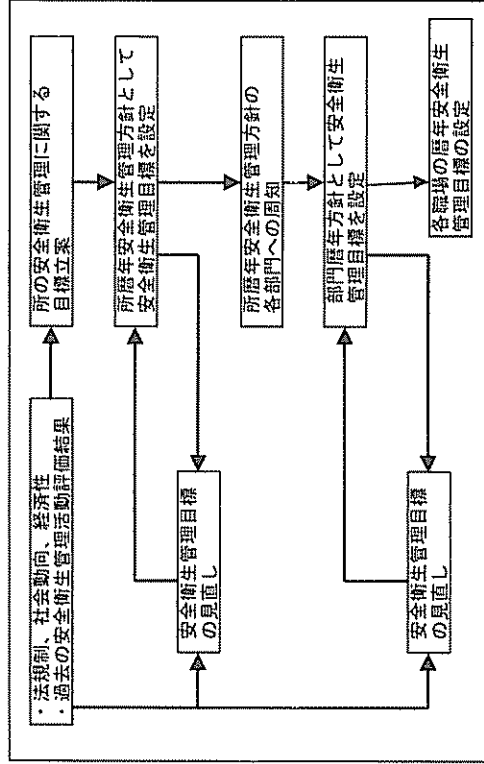 ・法規制、社会動向、経済性
・過去の安全衛生管理活動評価結果
所の安全衛生管理に関する
目標立案
所暦年安全衛生管理方針として
安全衛生管理目標を設定
安全衛生管理目標
の見直し
所暦年安全衛生管理方針の
各部門への周知
部門暦年方針として安全衛生
管理目標を設定
安全衛生管理目標
の見直し
各職場の暦年安全衛生
管理目標の設定